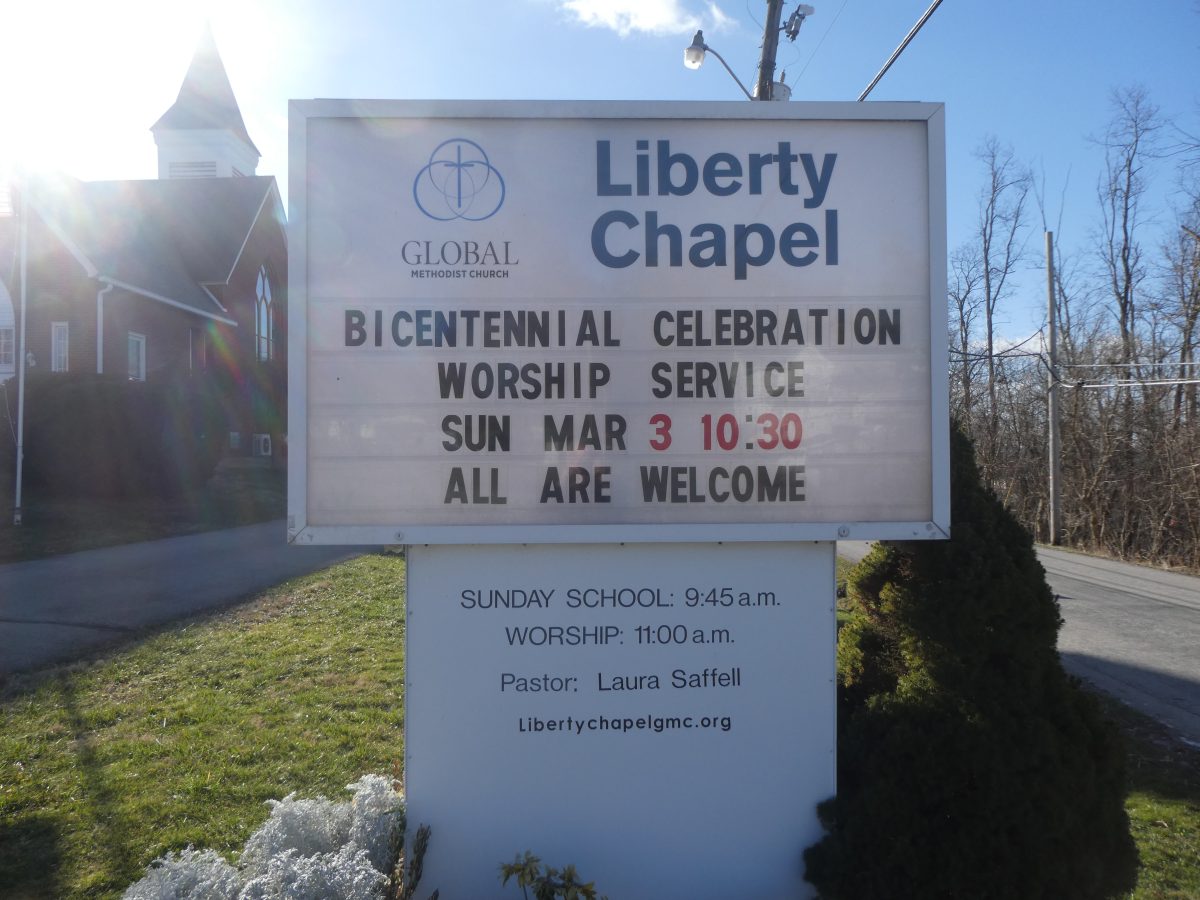 Liberty
Chapel
GLOBAL
METHODIST CHURCH
BICENTENNIAL CELEBRATION
WORSHIP SERVICE
SUN MAR 3 10:30
ALL ARE WELCOME
SUNDAY SCHOOL: 9:45 a.m.
WORSHIP: 11:00 a.m.
Pastor: Laura Saffell
Libertychapelgmc.org